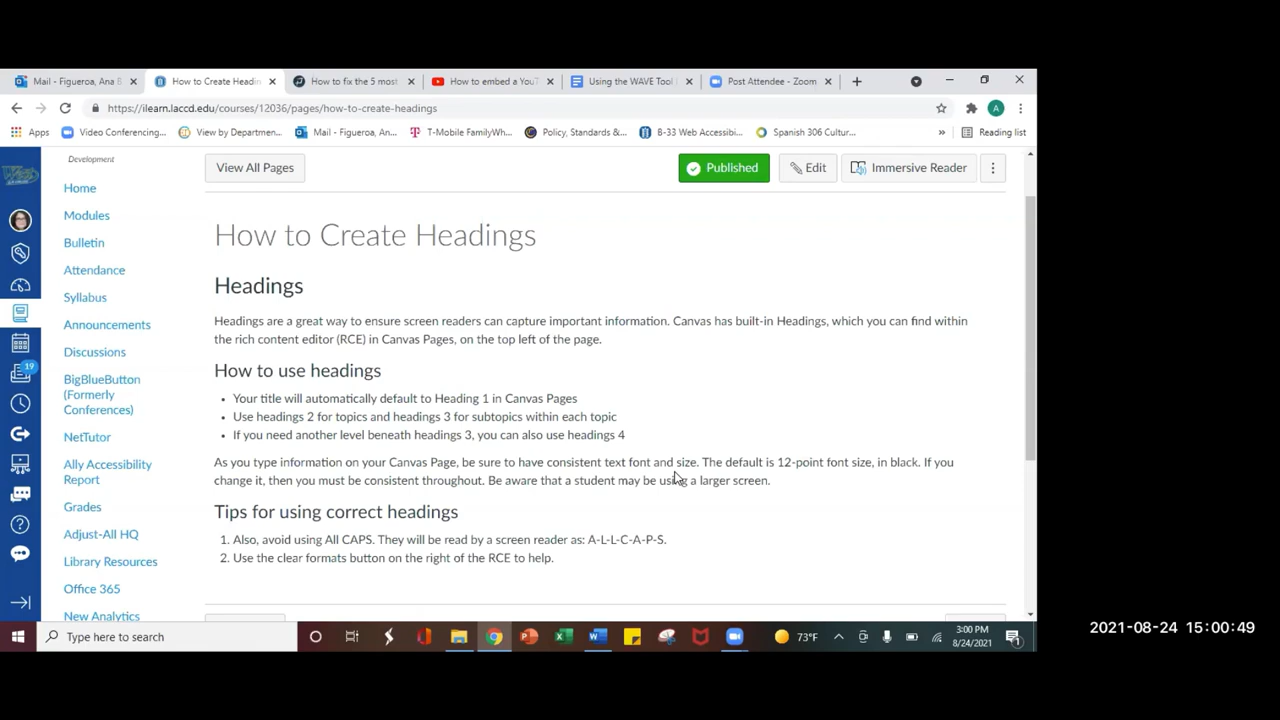 Mail - Figueroa, Ana B
How to Create Headin
How to fix the 5 most
How to embed a YouT
Using the WAVE Tool
Post Attendee - Zoom
https://ilearn.laccd.edu/courses/12036/pages/how-to-create-headings
A
Apps
Video Conferencing...
View by Departmen...
Mail - Figueroa, An...
T-Mobile FamilyWh...
Policy, Standards &...
B-33 Web Accessibi...
Spanish 306 Cultur...
»
Reading list
Development
Home
Modules
Bulletin
Attendance
Syllabus
Announcements
Discussions
BigBlueButton
(Formerly
Conferences)
NetTutor
Ally Accessibility
Report
Grades
Adjust-All HQ
Library Resources
Office 365
New Analytics
19
View All Pages
Published
Edit
Immersive Reader
How to Create Headings
Headings
Headings are a great way to ensure screen readers can capture important information. Canvas has built-in Headings, which you can find within
the rich content editor (RCE) in Canvas Pages, on the top left of the page.
How to use headings
• Your title will automatically default to Heading 1 in Canvas Pages
• Use headings 2 for topics and headings 3 for subtopics within each topic
• If you need another level beneath headings 3, you can also use headings 4
As you type information on your Canvas Page, be sure to have consistent text font and size. The default is 12-point font size, in black. If you
change it, then you must be consistent throughout. Be aware that a student may be using a larger screen.
Tips for using correct headings
1. Also, avoid using All CAPS. They will be read by a screen reader as: A-L-L-C-A-P-S.
2. Use the clear formats button on the right of the RCE to help.
Type here to search
73°F
3:00 PM
8/24/2021
1
2021-08-24 15:00:49